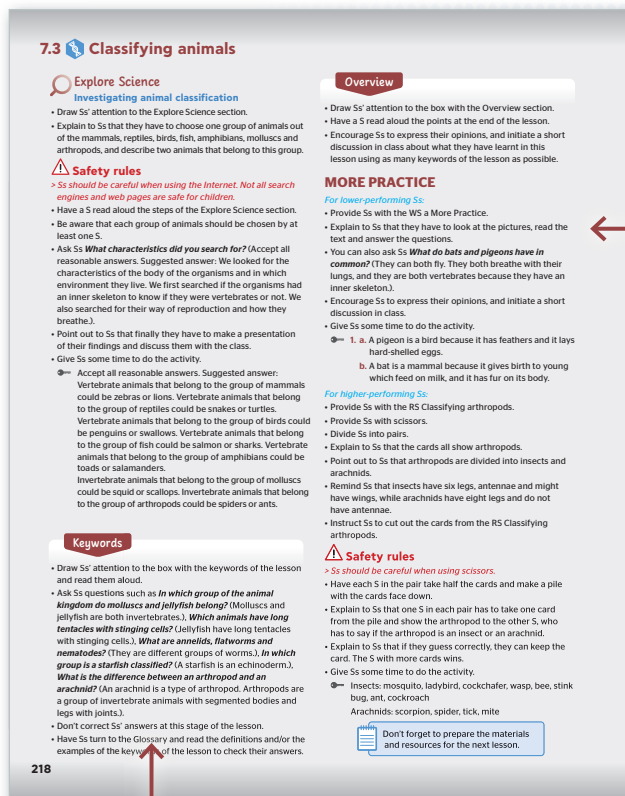 7.3 Classifying animals
Explore Science
Investigating animal classification
• Draw Ss' attention to the Explore Science section.
• Explain to Ss that they have to choose one group of animals out
of the mammals, reptiles, birds, fish, amphibians, molluscs and
arthropods, and describe two animals that belong to this group.
Safety rules
> Ss should be careful when using the Internet. Not all search
engines and web pages are safe for children.
• Have a S read aloud the steps of the Explore Science section.
• Be aware that each group of animals should be chosen by at
least one S.
• Ask Ss What characteristics did you search for? (Accept all
reasonable answers. Suggested answer: We looked for the
characteristics of the body of the organisms and in which
environment they live. We first searched if the organisms had
an inner skeleton to know if they were vertebrates or not. We
also searched for their way of reproduction and how they
breathe.).
• Point out to Ss that finally they have to make a presentation
of their findings and discuss them with the class.
• Give Ss some time to do the activity.
Accept all reasonable answers. Suggested answer:
Vertebrate animals that belong to the group of mammals
could be zebras or lions. Vertebrate animals that belong
to the group of reptiles could be snakes or turtles.
Vertebrate animals that belong to the group of birds could
be penguins or swallows. Vertebrate animals that belong
to the group of fish could be salmon or sharks. Vertebrate
animals that belong to the group of amphibians could be
toads or salamanders.
Invertebrate animals that belong to the group of molluscs
could be squid or scallops. Invertebrate animals that belong
to the group of arthropods could be spiders or ants.
Keywords
• Draw Ss' attention to the box with the keywords of the lesson
and read them aloud.
• Ask Ss questions such as In which group of the animal
kingdom do molluscs and jellyfish belong? (Molluscs and
jellyfish are both invertebrates.), Which animals have long
tentacles with stinging cells? (Jellyfish have long tentacles
with stinging cells.), What are annelids, flatworms and
nematodes? (They are different groups of worms.), In which
group is a starfish classified? (A starfish is an echinoderm.),
What is the difference between an arthropod and an
arachnid? (An arachnid is a type of arthropod. Arthropods are
a group of invertebrate animals with segmented bodies and
legs with joints.).
• Don't correct Ss' answers at this stage of the lesson.
• Have Ss turn to the Glossary and read the definitions and/or the
examples of the keywords of the lesson to check their answers.
218
Overview
• Draw Ss' attention to the box with the Overview section.
• Have a S read aloud the points at the end of the lesson.
• Encourage Ss to express their opinions, and initiate a short
discussion in class about what they have learnt in this
lesson using as many keywords of the lesson as possible.
MORE PRACTICE
For lower-performing Ss:
• Provide Ss with the WS a More Practice.
• Explain to Ss that they have to look at the pictures, read the
text and answer the questions.
• You can also ask Ss What do bats and pigeons have in
common? (They can both fly. They both breathe with their
lungs, and they are both vertebrates because they have an
inner skeleton.).
• Encourage Ss to express their opinions, and initiate a short
discussion in class.
• Give Ss some time to do the activity.
1. a. A pigeon is a bird because it has feathers and it lays
hard-shelled eggs.
b. A bat is a mammal because it gives birth to young
which feed on milk, and it has fur on its body.
For higher-performing Ss:
• Provide Ss with the RS Classifying arthropods.
• Provide Ss with scissors.
• Divide Ss into pairs.
• Explain to Ss that the cards all show arthropods.
• Point out to Ss that arthropods are divided into insects and
arachnids.
• Remind Ss that insects have six legs, antennae and might
have wings, while arachnids have eight legs and do not
have antennae.
• Instruct Ss to cut out the cards from the RS Classifying
arthropods.
Safety rules
> Ss should be careful when using scissors.
• Have each S in the pair take half the cards and make a pile
with the cards face down.
• Explain to Ss that one S in each pair has to take one card
from the pile and show the arthropod to the other S, who
has to say if the arthropod is an insect or an arachnid.
• Explain to Ss that if they guess correctly, they can keep the
card. The S with more cards wins.
• Give Ss some time to do the activity.
Insects: mosquito, ladybird, cockchafer, wasp, bee, stink
bug, ant, cockroach
Arachnids: scorpion, spider, tick, mite
Don't forget to prepare the materials
and resources for the next lesson.